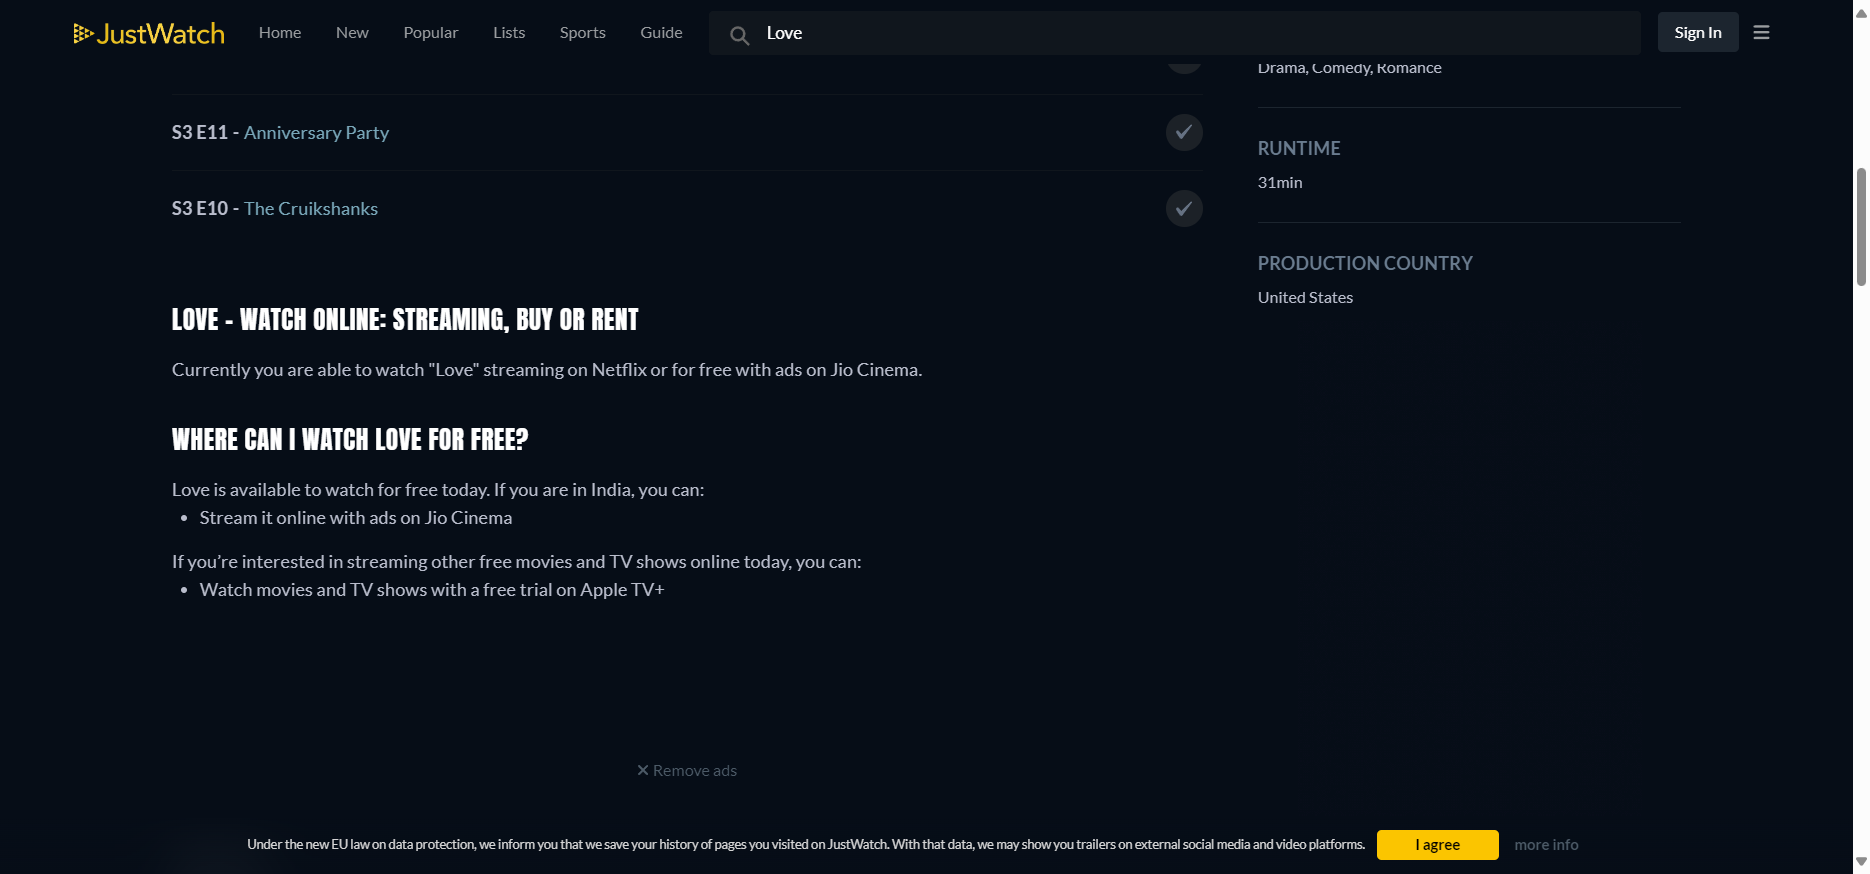 JustWatch
Home
New
Popular
Lists
Sports
Guide
Love
Sign In
Drama, Comedy, Romance
S3 E11 - Anniversary Party
RUNTIME
31min
S3 E10 - The Cruikshanks
PRODUCTION COUNTRY
United States
LOVE - WATCH ONLINE: STREAMING, BUY OR RENT
Currently you are able to watch "Love" streaming on Netflix or for free with ads on Jio Cinema.
WHERE CAN I WATCH LOVE FOR FREE?
Love is available to watch for free today. If you are in India, you can:
• Stream it online with ads on Jio Cinema
If you’re interested in streaming other free movies and TV shows online today, you can:
• Watch movies and TV shows with a free trial on Apple TV+
Remove ads
Under the new EU law on data protection, we inform you that we save your history of pages you visited on JustWatch. With that data, we may show you trailers on external social media and video platforms.
I agree
more info